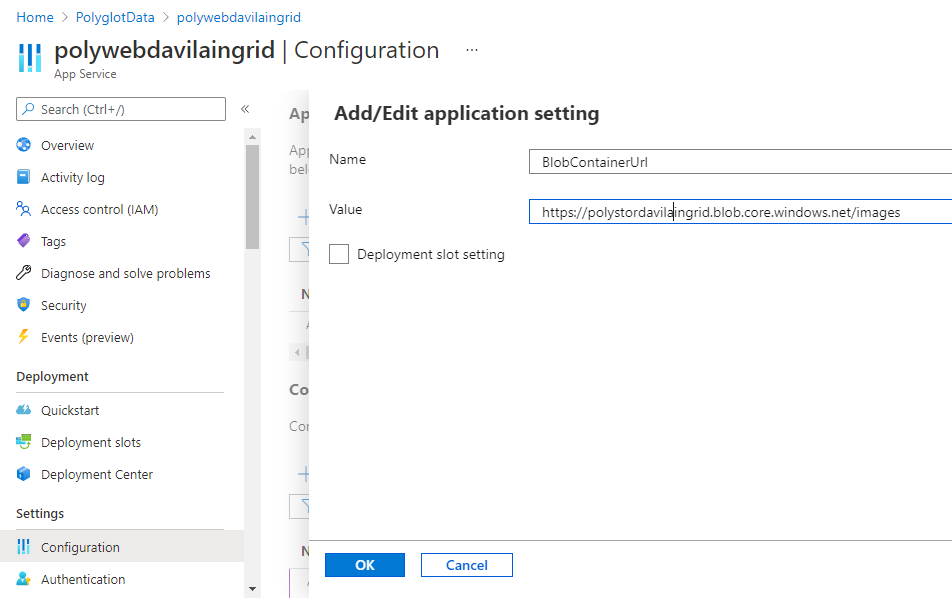 Home > PolyglotData > polywebdavilaingrid
polywebdavilaingrid | Configuration ...
App Service
Search (Ctrl+/)
«
Overview
Activity log
Access control (IAM)
Tags
Diagnose and solve problems
Security
Events (preview)
Deployment
Quickstart
Deployment slots
Deployment Center
Settings
Configuration
Authentication
Ap
App
bel
N
Co
Con
N
Add/Edit application setting
Name
BlobContainerUrl
Value
https://polystordavilaingrid.blob.core.windows.net/images
Deployment slot setting
OK
Cancel